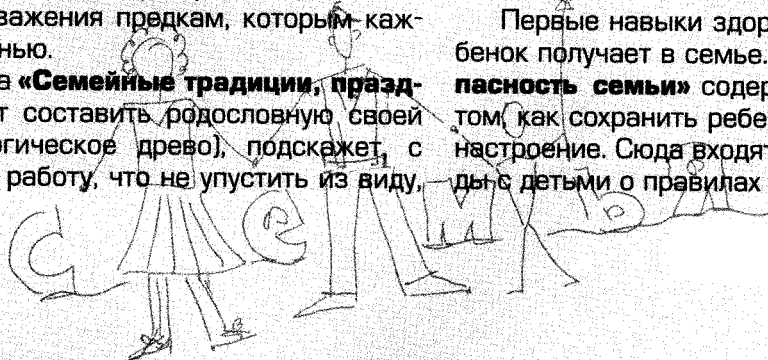 важения предкам, которым каж-
нью.
а «Семейные традиции, празд-
т составить родословную своей
гическое древо), подскажет, с
работу, что не упустить из виду,
Первые навыки здор
бенок получает в семье.
пасность семьи» содер
том, как сохранить ребе
настроение. Сюда входят
ды с детьми о правилах
семья